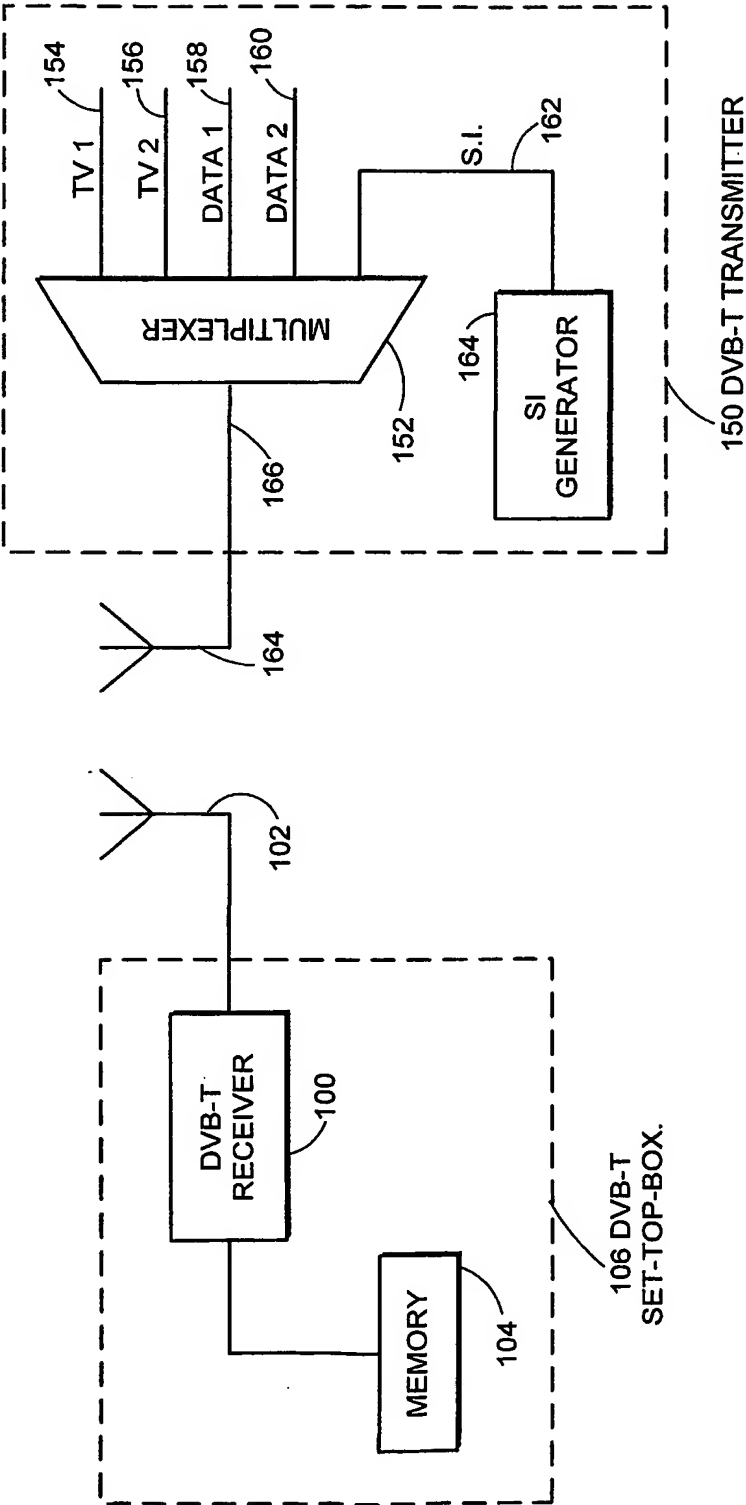 154
TV 1
156
TV 2
158
DATA 1
160
DATA 2
S.I.
162
MULTIPLEXER
152
164
SI
GENERATOR
166
164
150 DVB-T TRANSMITTER
102
DVB-T
RECEIVER
100
MEMORY
104
106 DVB-T
SET-TOP-BOX.